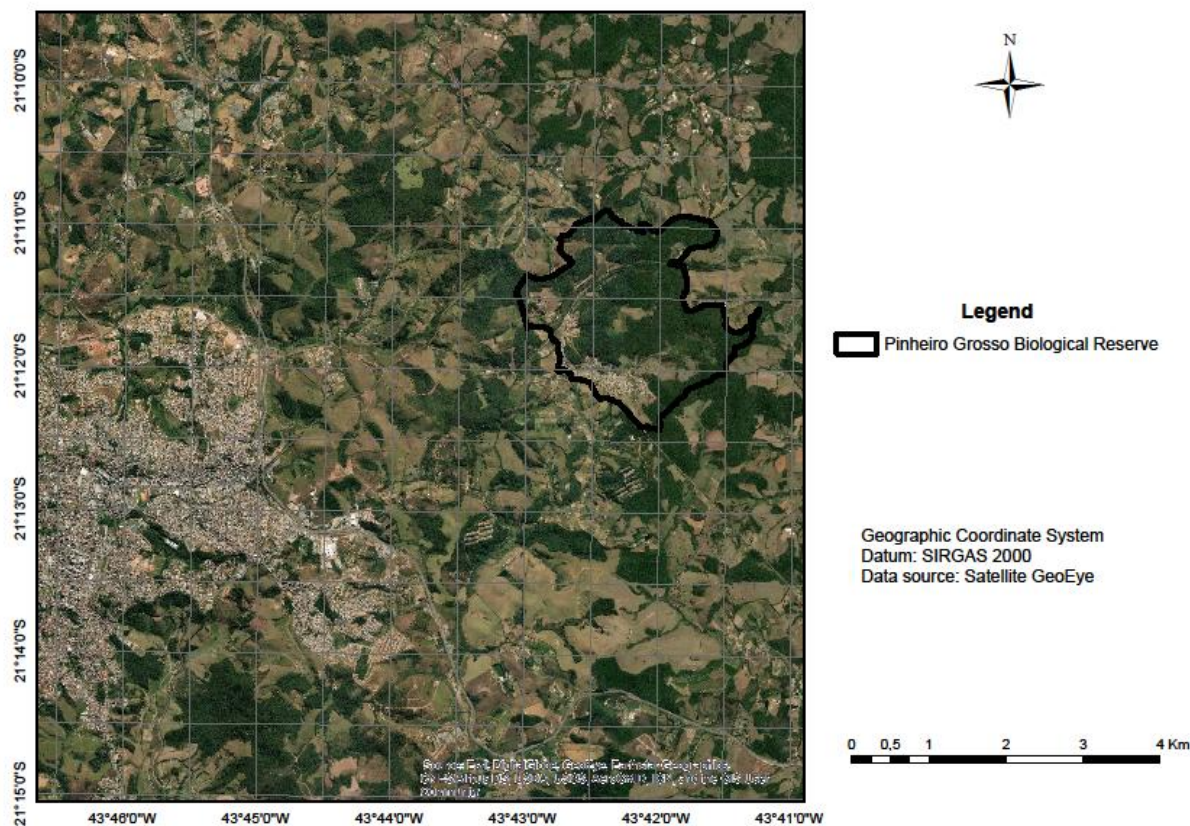 N
21°10'0"S
21°11'0"S
21°12'0"S
21°13'0"S
21°14'0"S
21°15'0"S
43°46'0"W
43°45'0"W
43°44'0"W
43°43'0"W
43°42'0"W
43°41'0"W
Legend
Pinheiro Grosso Biological Reserve
Geographic Coordinate System
Datum: SIRGAS 2000
Data source: Satellite GeoEye
0 0,5 1 2 3 4 Km